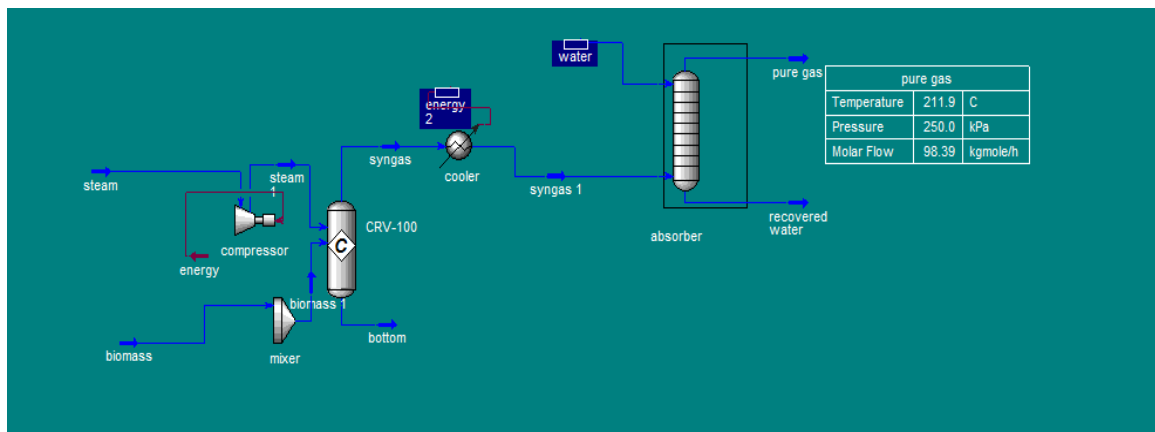 water
pure gas
pure gas
Temperature 211.9 C
Pressure 250.0 kPa
Molar Flow 98.39 kgmole/h
energy
2
syngas
cooler
syngas 1
steam
steam
1
compressor
energy
CRV-100
C
absorber
recovered
water
biomass 1
biomass
mixer
bottom